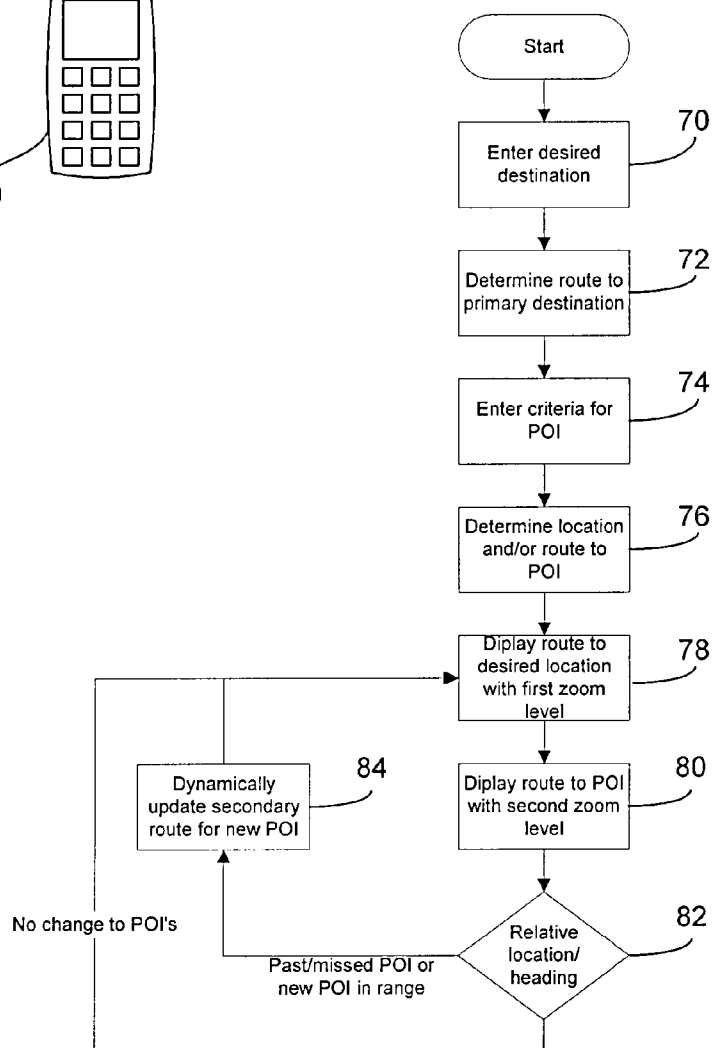 Start
70
Enter desired
destination
72
Determine route to
primary destination
74
Enter criteria for
POI
76
Determine location
and/or route to
POI
78
Diplay route to
desired location
with first zoom
level
84
Dynamically
update secondary
route for new POI
80
Diplay route to POI
with second zoom
level
82
Relative
location/
heading
No change to POI's
Past/missed POI or
new POI in range